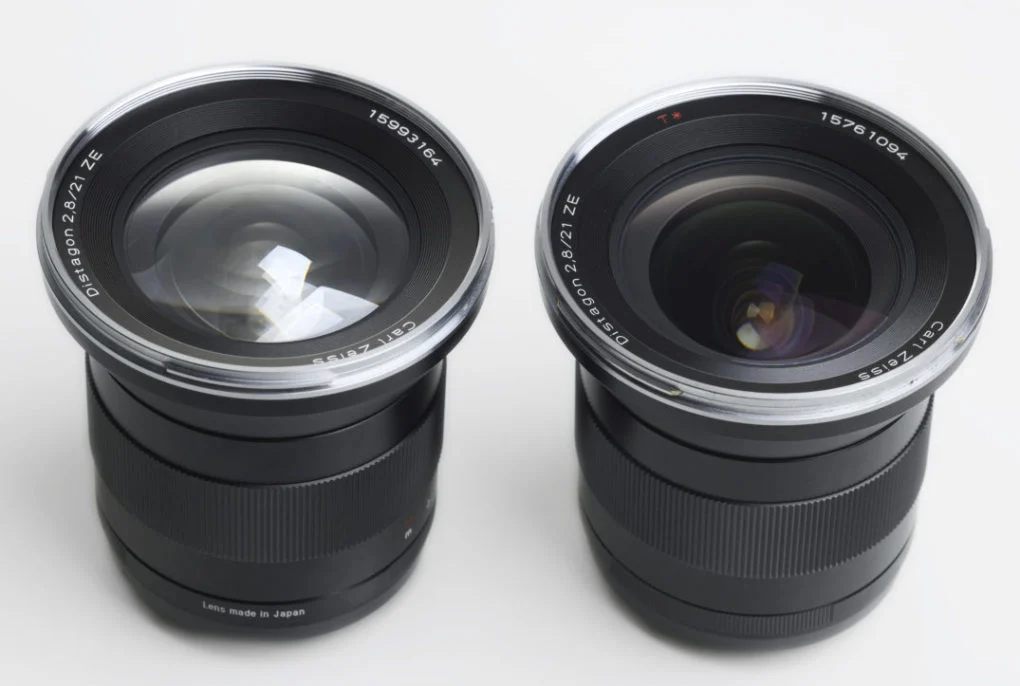 Distagon 2,8/21 ZE
15993164
Carl Zeiss
m
Lens made in Japan
Distagon 2,8/21 ZE
T*
15761094
Carl Zeiss